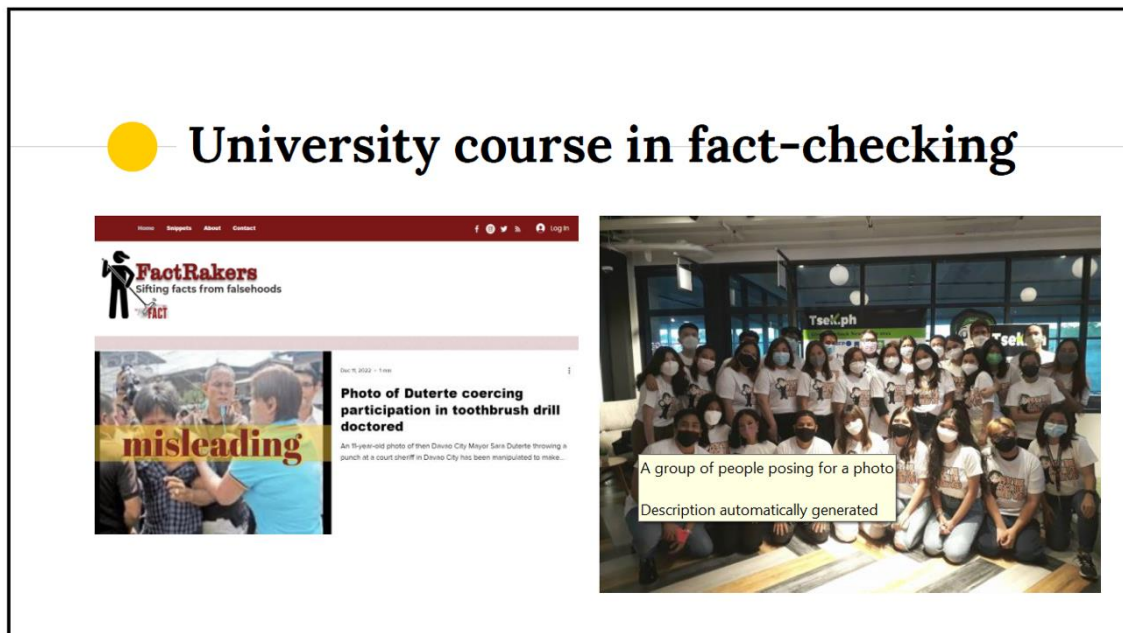 University course in fact-checking
Home Snippets About Contact
Log In
FactRakers
Sifting facts from falsehoods
FACT
misleading
Dec 11, 2022 · 1 min
Photo of Duterte coercing
participation in toothbrush drill
doctored
An 11-year-old photo of then Davao City Mayor Sara Duterte throwing a
punch at a court sheriff in Davao City has been manipulated to make...
Tsek.ph
Tsek.ph
A group of people posing for a photo
Description automatically generated